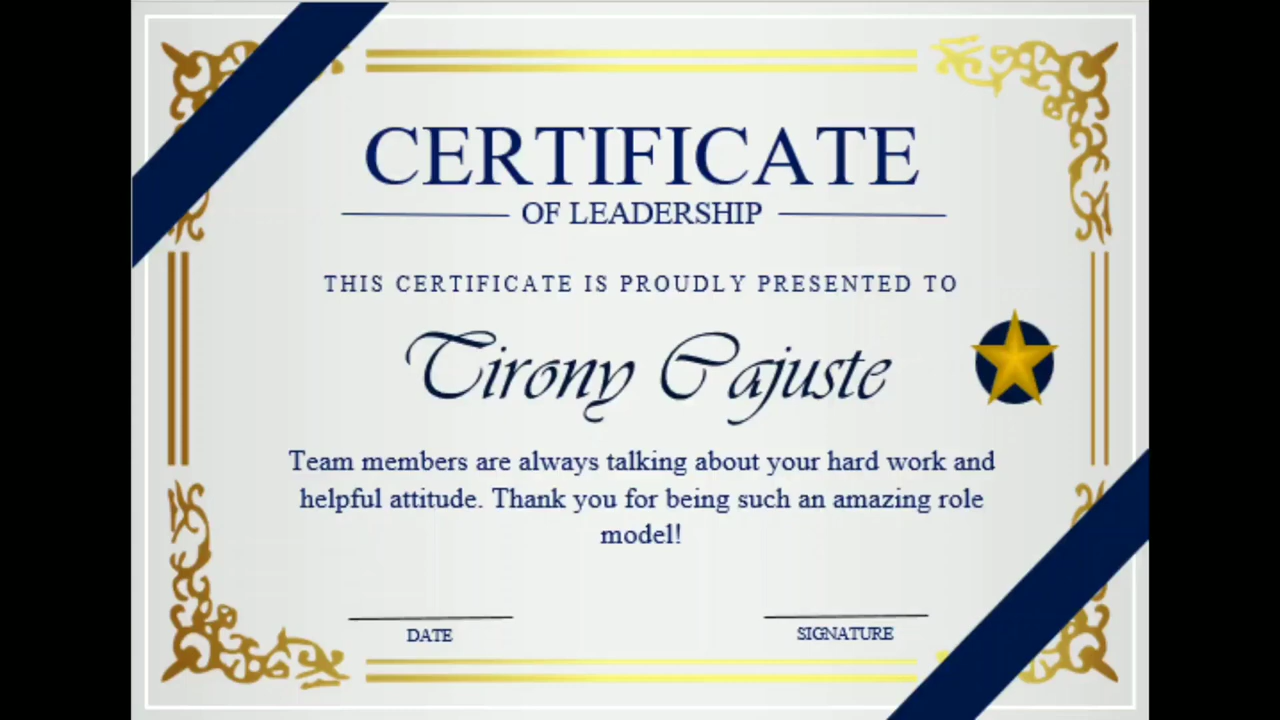 CERTIFICATE
OF LEADERSHIP
THIS CERTIFICATE IS PROUDLY PRESENTED TO
Tirony Cajuste
Team members are always talking about your hard work and
helpful attitude. Thank you for being such an amazing role
model!
DATE
SIGNATURE